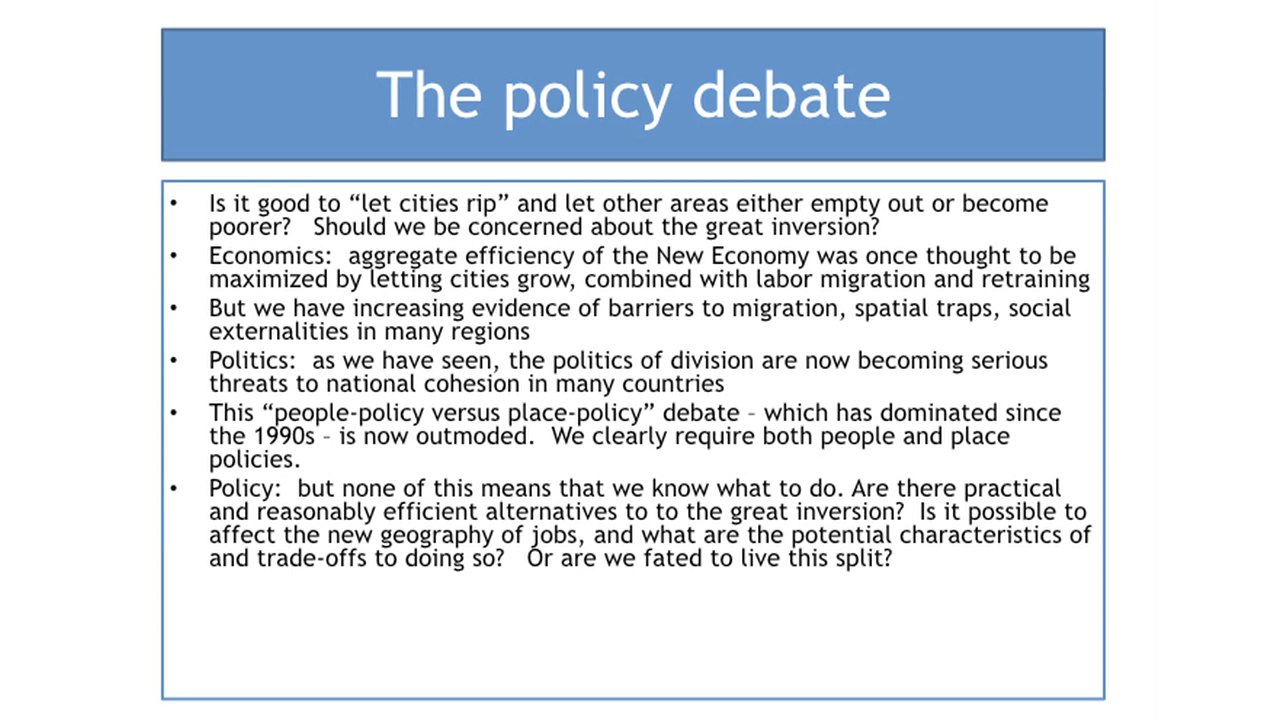 The policy debate
• Is it good to “let cities rip” and let other areas either empty out or become
poorer?   Should we be concerned about the great inversion?
• Economics:  aggregate efficiency of the New Economy was once thought to be
maximized by letting cities grow, combined with labor migration and retraining
• But we have increasing evidence of barriers to migration, spatial traps, social
externalities in many regions
• Politics:  as we have seen, the politics of division are now becoming serious
threats to national cohesion in many countries
• This “people-policy versus place-policy” debate – which has dominated since
the 1990s – is now outmoded.  We clearly require both people and place
policies.
• Policy:  but none of this means that we know what to do. Are there practical
and reasonably efficient alternatives to to the great inversion?  Is it possible to
affect the new geography of jobs, and what are the potential characteristics of
and trade-offs to doing so?   Or are we fated to live this split?